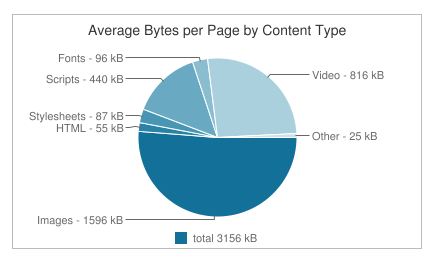 Average Bytes per Page by Content Type
Fonts - 96 kB
Scripts - 440 kB
Video - 816 kB
Stylesheets - 87 kB
HTML - 55 kB
Other - 25 kB
Images - 1596 kB
total 3156 kB